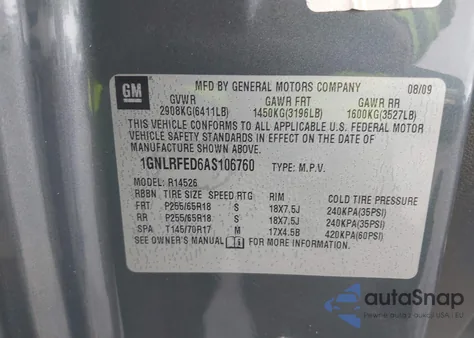 GM
MFD BY GENERAL MOTORS COMPANY 08/09
GVWR GAWR FRT GAWR RR
2908KG(6411LB) 1450KG(3196LB) 1600KG(3527LB)
THIS VEHICLE CONFORMS TO ALL APPLICABLE U.S. FEDERAL MOTOR
VEHICLE SAFETY STANDARDS IN EFFECT ON THE DATE OF
MANUFACTURE SHOWN ABOVE.
1GNLRFED6AS106760 TYPE: M.P.V.
MODEL: R14526
RBBN TIRE SIZE SPEED RTG RIM COLD TIRE PRESSURE
FRT P255/65R18 S 18X7.5J 240KPA(35PSI)
RR P255/65R18 S 18X7.5J 240KPA(35PSI)
SPA T145/70R17 M 17X4.5B 420KPA(60PSI)
SEE OWNER'S MANUAL FOR MORE INFORMATION.
autoSnap